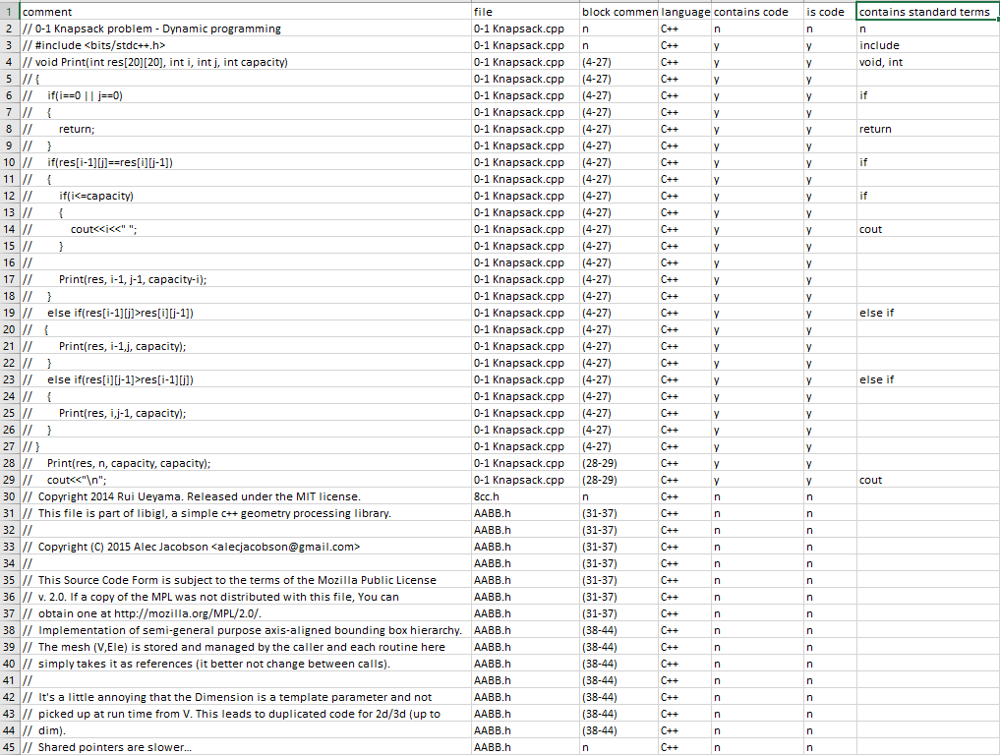 1 comment file block commen language contains code is code contains standard terms
2 // 0-1 Knapsack problem - Dynamic programming 0-1 Knapsack.cpp n C++ n n n
3 // #include <bits/stdc++.h> 0-1 Knapsack.cpp n C++ y y include
4 // void Print(int res[20][20], int i, int j, int capacity) 0-1 Knapsack.cpp (4-27) C++ y y void, int
5 // { 0-1 Knapsack.cpp (4-27) C++ y y
6 // if(i==0 || j==0) 0-1 Knapsack.cpp (4-27) C++ y y if
7 // { 0-1 Knapsack.cpp (4-27) C++ y y
8 // return; 0-1 Knapsack.cpp (4-27) C++ y y return
9 // } 0-1 Knapsack.cpp (4-27) C++ y y
10 // if(res[i-1][j]==res[i][j-1]) 0-1 Knapsack.cpp (4-27) C++ y y if
11 // { 0-1 Knapsack.cpp (4-27) C++ y y
12 // if(i<=capacity) 0-1 Knapsack.cpp (4-27) C++ y y if
13 // { 0-1 Knapsack.cpp (4-27) C++ y y
14 // cout<<i<<" "; 0-1 Knapsack.cpp (4-27) C++ y y cout
15 // } 0-1 Knapsack.cpp (4-27) C++ y y
16 // 0-1 Knapsack.cpp (4-27) C++ y y
17 // Print(res, i-1, j-1, capacity-i); 0-1 Knapsack.cpp (4-27) C++ y y
18 // } 0-1 Knapsack.cpp (4-27) C++ y y
19 // else if(res[i-1][j]>res[i][j-1]) 0-1 Knapsack.cpp (4-27) C++ y y else if
20 // { 0-1 Knapsack.cpp (4-27) C++ y y
21 // Print(res, i-1,j, capacity); 0-1 Knapsack.cpp (4-27) C++ y y
22 // } 0-1 Knapsack.cpp (4-27) C++ y y
23 // else if(res[i][j-1]>res[i-1][j]) 0-1 Knapsack.cpp (4-27) C++ y y else if
24 // { 0-1 Knapsack.cpp (4-27) C++ y y
25 // Print(res, i,j-1, capacity); 0-1 Knapsack.cpp (4-27) C++ y y
26 // } 0-1 Knapsack.cpp (4-27) C++ y y
27 // } 0-1 Knapsack.cpp (4-27) C++ y y
28 // Print(res, n, capacity, capacity); 0-1 Knapsack.cpp (28-29) C++ y y
29 // cout<<"\n"; 0-1 Knapsack.cpp (28-29) C++ y y cout
30 // Copyright 2014 Rui Ueyama. Released under the MIT license. 8cc.h n C++ n n
31 // This file is part of libigl, a simple c++ geometry processing library. AABB.h (31-37) C++ n n
32 // AABB.h (31-37) C++ n n
33 // Copyright (C) 2015 Alec Jacobson <alecjacobson@gmail.com> AABB.h (31-37) C++ n n
34 // AABB.h (31-37) C++ n n
35 // This Source Code Form is subject to the terms of the Mozilla Public License AABB.h (31-37) C++ n n
36 // v. 2.0. If a copy of the MPL was not distributed with this file, You can AABB.h (31-37) C++ n n
37 // obtain one at http://mozilla.org/MPL/2.0/. AABB.h (31-37) C++ n n
38 // Implementation of semi-general purpose axis-aligned bounding box hierarchy. AABB.h (38-44) C++ n n
39 // The mesh (V,Ele) is stored and managed by the caller and each routine here AABB.h (38-44) C++ n n
40 // simply takes it as references (it better not change between calls). AABB.h (38-44) C++ n n
41 // AABB.h (38-44) C++ n n
42 // It's a little annoying that the Dimension is a template parameter and not AABB.h (38-44) C++ n n
43 // picked up at run time from V. This leads to duplicated code for 2d/3d (up to AABB.h (38-44) C++ n n
44 // dim). AABB.h (38-44) C++ n n
45 // Shared pointers are slower... AABB.h n C++ n n